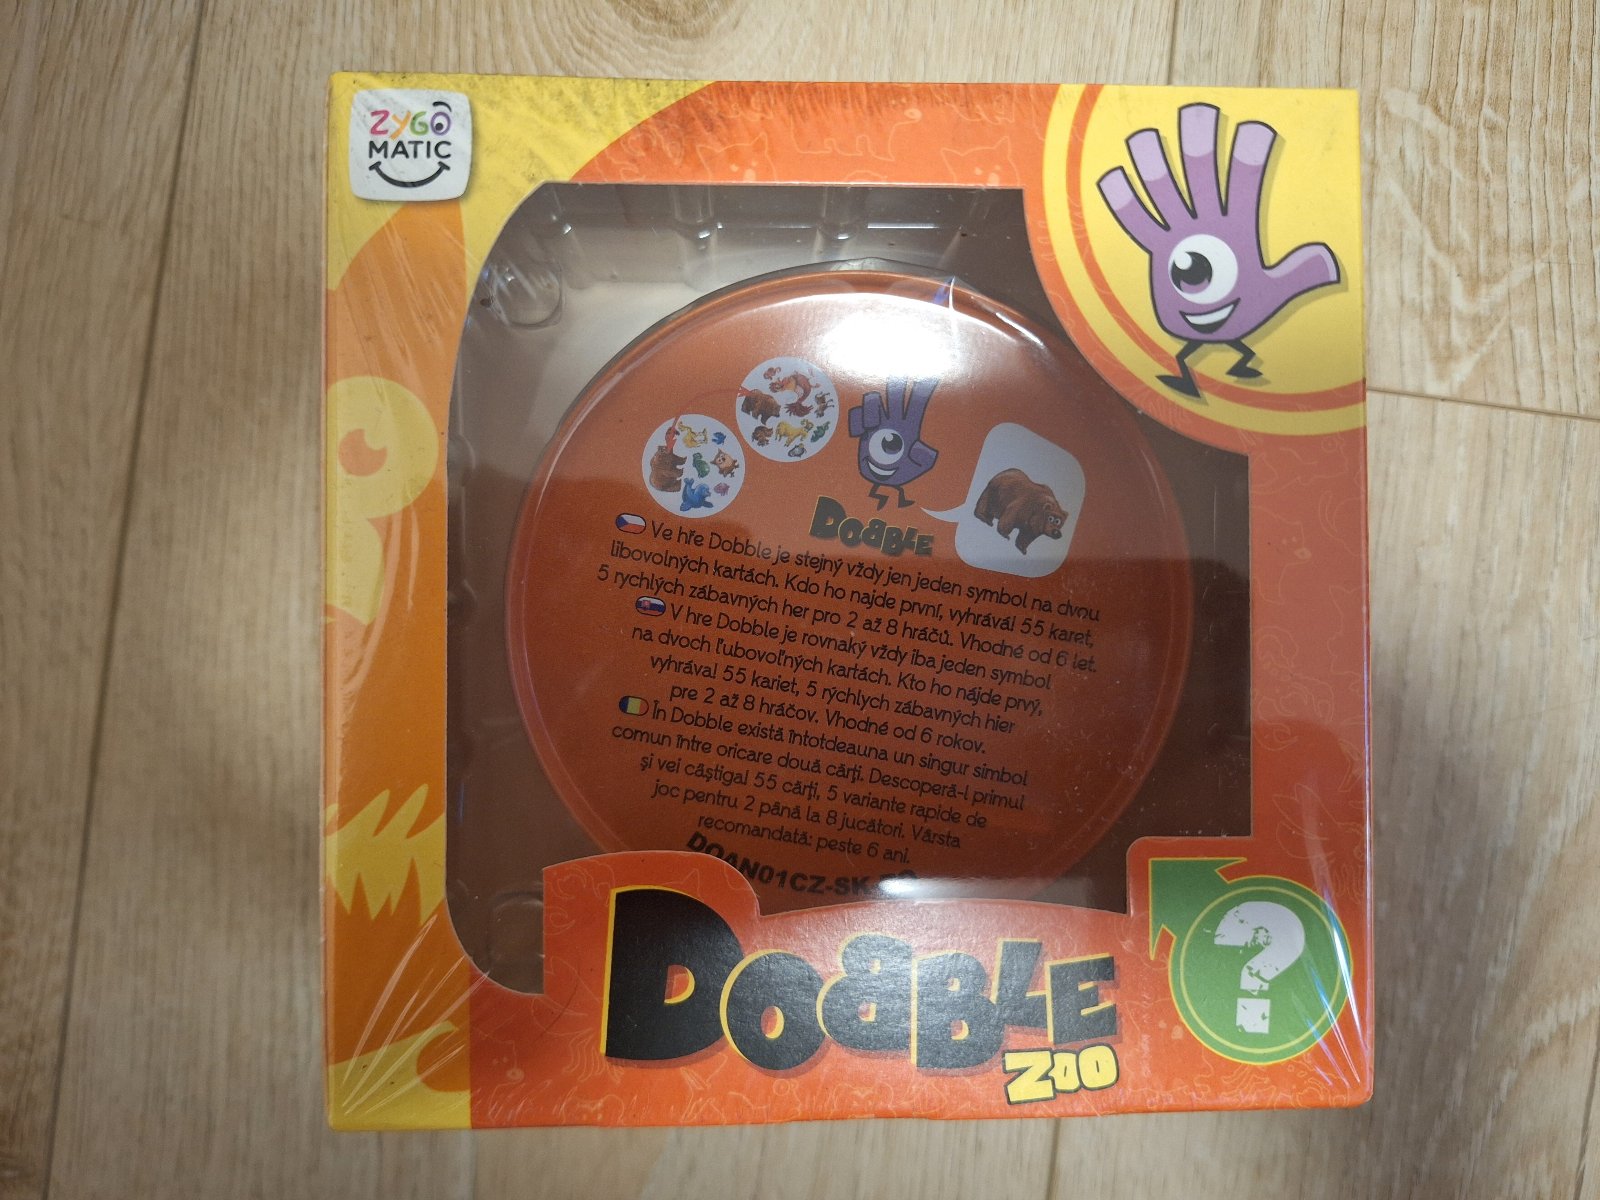 ZYGO
MATIC
DOBBLE
Ve hře Dobble je stejný vždy jen jeden symbol na dvou
libovolných kartách. Kdo ho najde první, vyhrává! 55 karet,
5 rychlých zábavných her pro 2 až 8 hráčů. Vhodné od 6 let.
V hre Dobble je rovnaký vždy iba jeden symbol
na dvoch ľubovoľných kartách. Kto ho nájde prvý,
vyhráva! 55 kariet, 5 rýchlych zábavných hier
pre 2 až 8 hráčov. Vhodné od 6 rokov.
În Dobble există întotdeauna un singur simbol
comun între oricare două cărți. Descoperă-l primul
și vei câștiga! 55 cărți, 5 variante rapide de
joc pentru 2 până la 8 jucători. Vârsta
recomandată: peste 6 ani.
DOAN01CZ-SK-
DOBBLE
ZOO
?